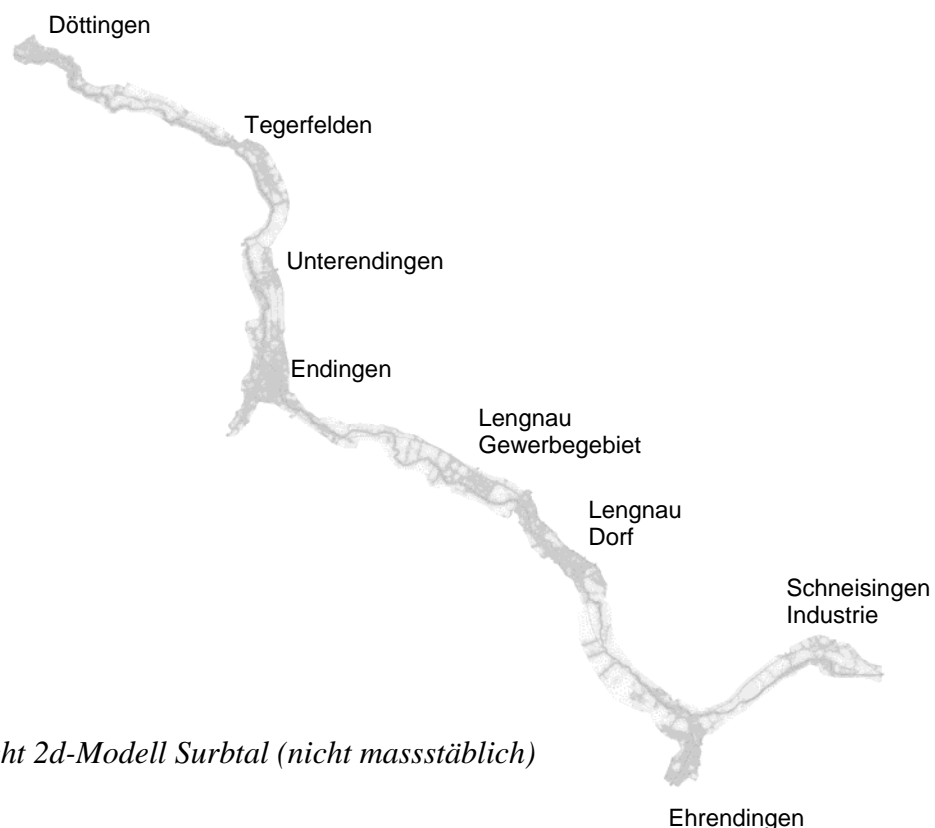 Döttingen
Tegerfelden
Unterendingen
Endingen
Lengnau
Gewerbegebiet
Lengnau
Dorf
Schneisingen
Industrie
ht 2d-Modell Surbtal (nicht massstäblich)
Ehrendingen